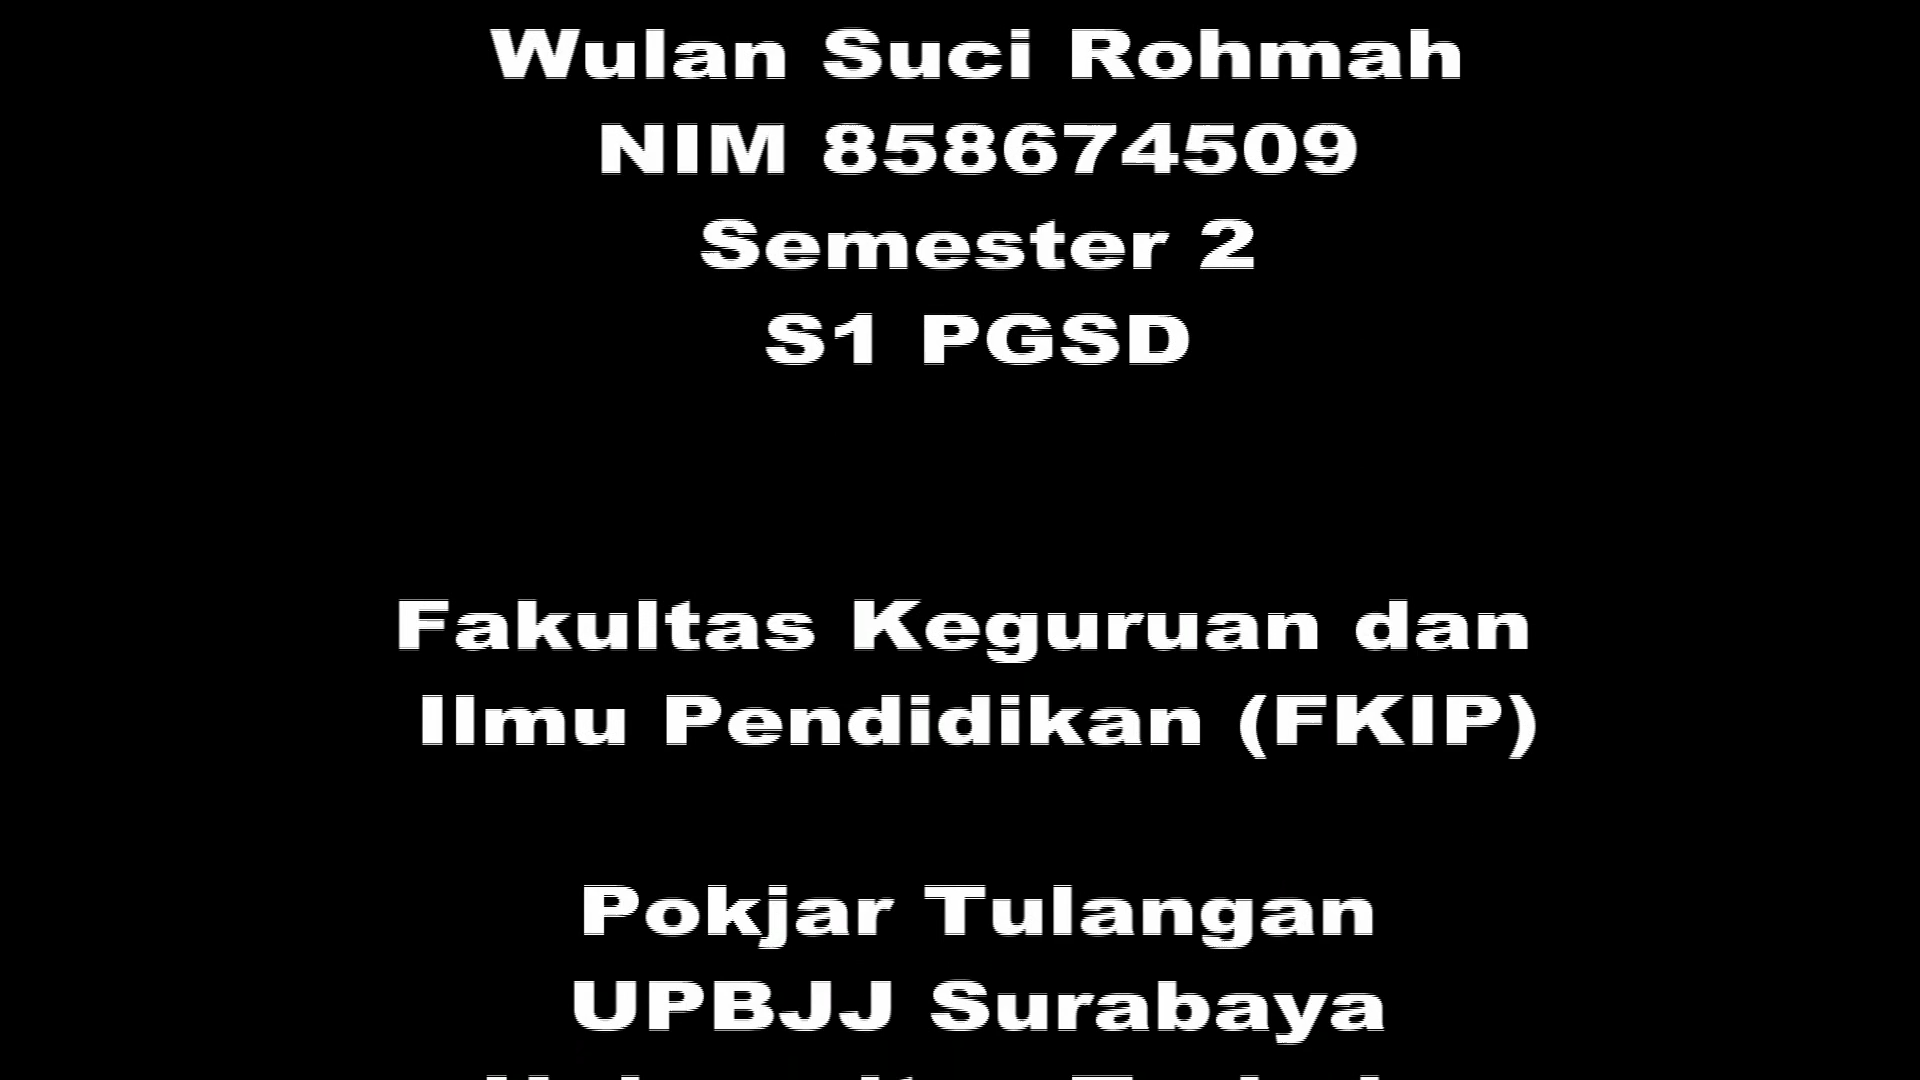 Wulan Suci Rohmah
NIM 858674509
Semester 2
S1 PGSD
Fakultas Keguruan dan
Ilmu Pendidikan (FKIP)
Pokjar Tulangan
UPBJJ Surabaya